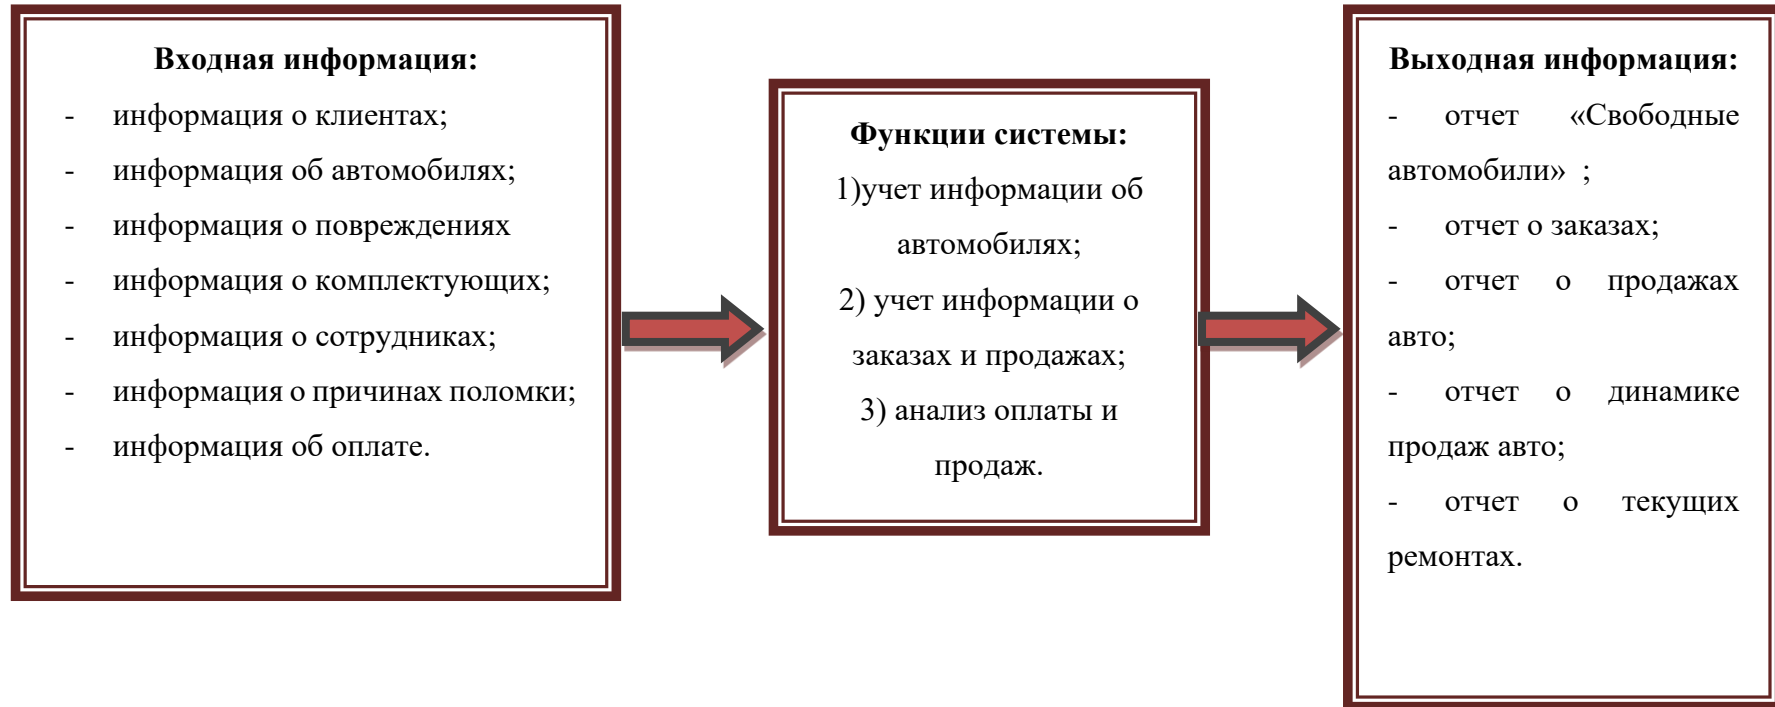 Входная информация:
- информация о клиентах;
- информация об автомобилях;
- информация о повреждениях
- информация о комплектующих;
- информация о сотрудниках;
- информация о причинах поломки;
- информация об оплате.
Функции системы:
1)учет информации об
автомобилях;
2) учет информации о
заказах и продажах;
3) анализ оплаты и
продаж.
Выходная информация:
- отчет «Свободные
автомобили» ;
- отчет о заказах;
- отчет о продажах
авто;
- отчет о динамике
продаж авто;
- отчет о текущих
ремонтах.